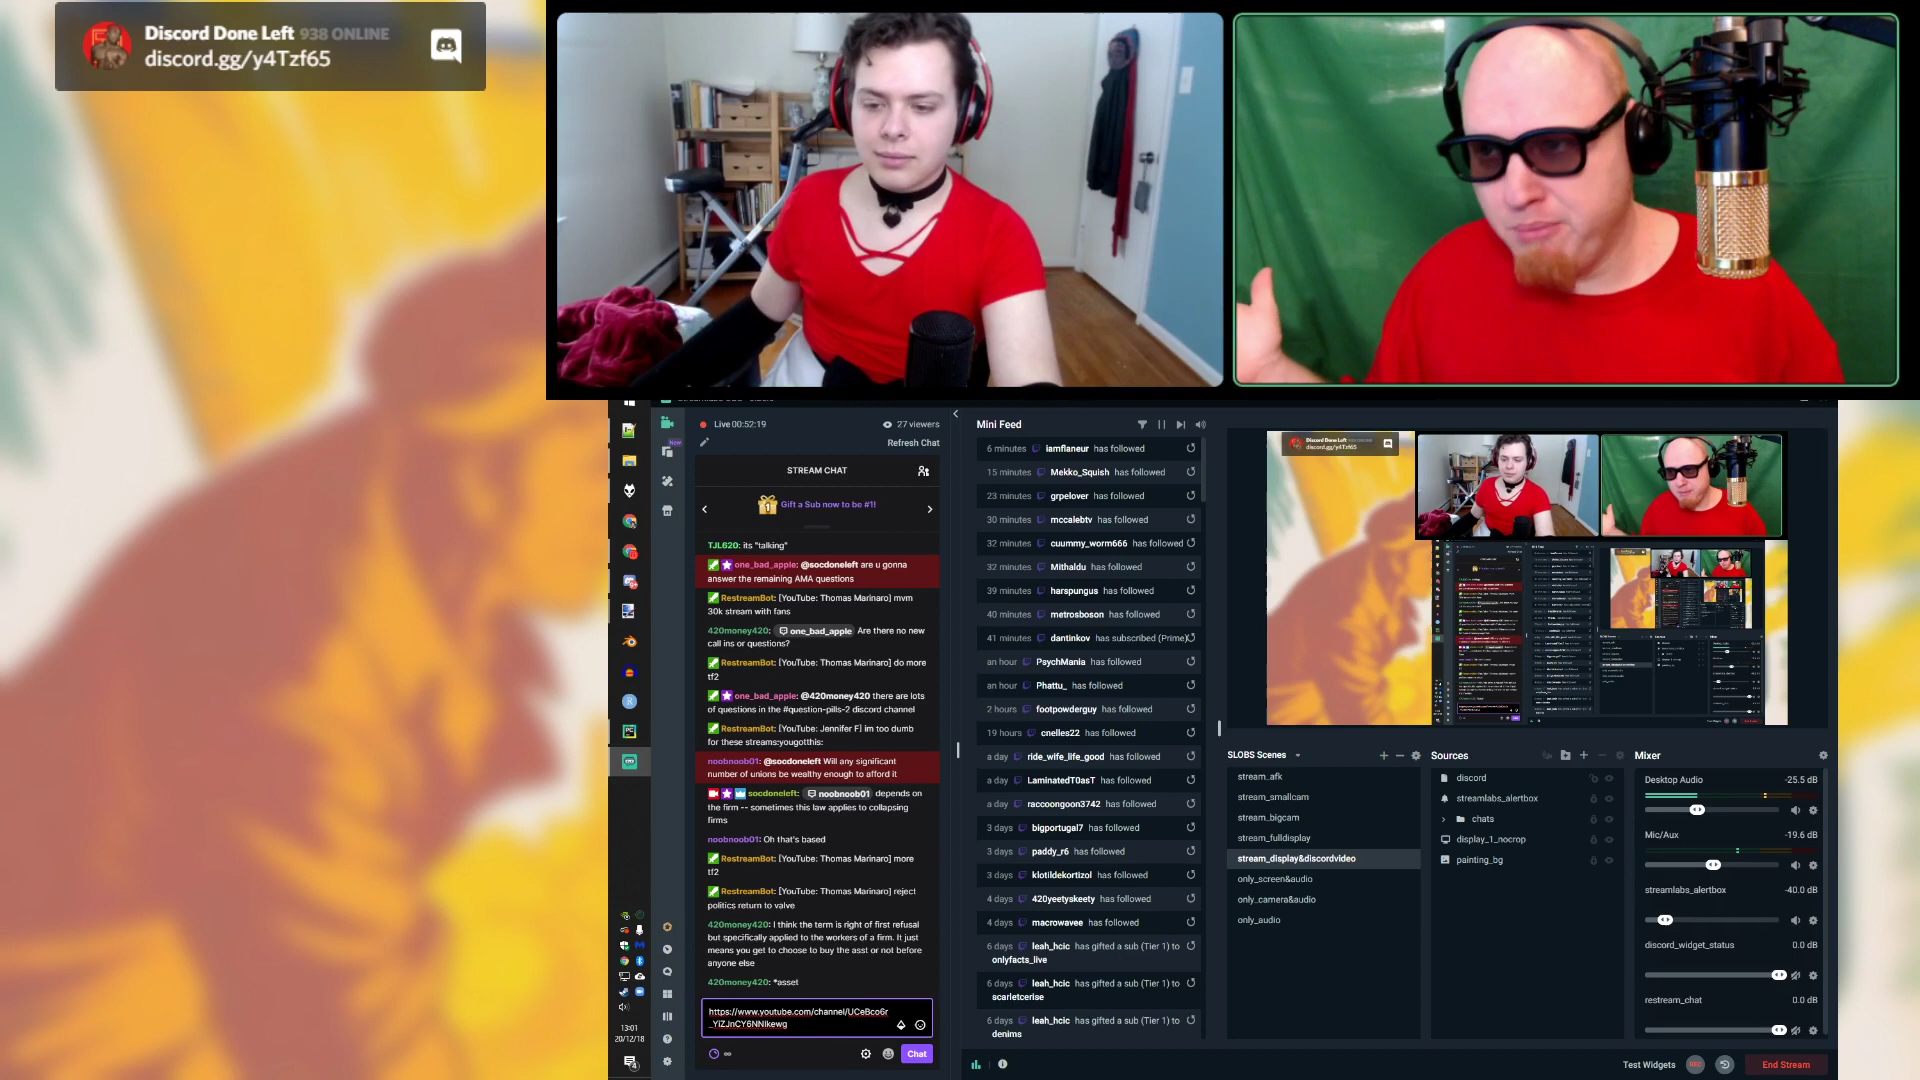 Discord Done Left 938 ONLINE
discord.gg/y4Tzf65
Live 00:52:19
27 viewers
New
Refresh Chat
STREAM CHAT
Gift a Sub now to be #1!
TJL620: its "talking"
one_bad_apple: @socdoneleft are u gonna
answer the remaining AMA questions
RestreamBot: [YouTube: Thomas Marinaro] mvm
30k stream with fans
420money420: one_bad_apple Are there no new
call ins or questions?
RestreamBot: [YouTube: Thomas Marinaro] do more
tf2
one_bad_apple: @420money420 there are lots
of questions in the #question-pills-2 discord channel
RestreamBot: [YouTube: Jennifer F] im too dumb
for these streams:yougotthis:
noobnoob01: @socdoneleft Will any significant
number of unions be wealthy enough to afford it
socdoneleft: noobnoob01 depends on
the firm -- sometimes this law applies to collapsing
firms
noobnoob01: Oh that's based
RestreamBot: [YouTube: Thomas Marinaro] more
tf2
RestreamBot: [YouTube: Thomas Marinaro] reject
politics return to valve
420money420: I think the term is right of first refusal
but specifically applied to the workers of a firm. It just
means you get to choose to buy the asst or not before
anyone else
420money420: *asset
https://www.youtube.com/channel/UCeBco6r
_YiZJnCY6NNIkewg
Chat
13:01
20/12/18
Mini Feed
6 minutes iamflaneur has followed
15 minutes Mekko_Squish has followed
23 minutes grpelover has followed
30 minutes mccalebtv has followed
32 minutes cuummy_worm666 has followed
32 minutes Mithaldu has followed
39 minutes harspungus has followed
40 minutes metrosboson has followed
41 minutes dantinkov has subscribed (Prime)
an hour PsychMania has followed
an hour Phattu_ has followed
2 hours footpowderguy has followed
19 hours cnelles22 has followed
a day ride_wife_life_good has followed
a day LaminatedT0asT has followed
a day raccoongoon3742 has followed
3 days bigportugal7 has followed
3 days paddy_r6 has followed
3 days klotildekortizol has followed
4 days 420yeetyskeety has followed
4 days macrowavee has followed
6 days leah_hcic has gifted a sub (Tier 1) to
onlyfacts_live
6 days leah_hcic has gifted a sub (Tier 1) to
scarletcerise
6 days leah_hcic has gifted a sub (Tier 1) to
denims
SLOBS Scenes
stream_afk
stream_smallcam
stream_bigcam
stream_fulldisplay
stream_display&discordvideo
only_screen&audio
only_camera&audio
only_audio
Sources
discord
streamlabs_alertbox
chats
display_1_nocrop
painting_bg
Mixer
Desktop Audio -25.5 dB
Mic/Aux -19.6 dB
streamlabs_alertbox -40.0 dB
discord_widget_status 0.0 dB
restream_chat 0.0 dB
Test Widgets
REC
End Stream